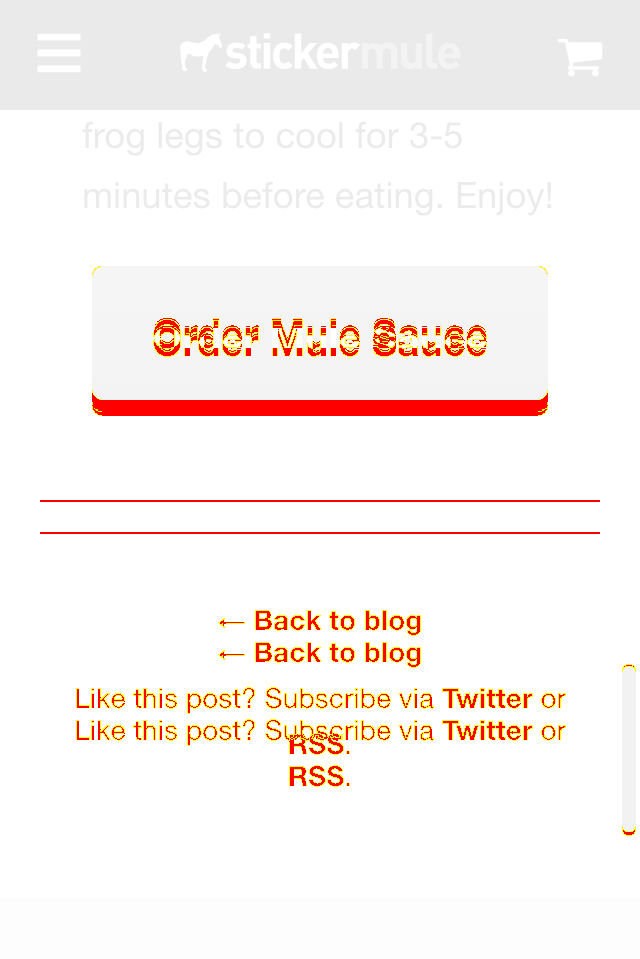 stickermule
frog legs to cool for 3-5
minutes before eating. Enjoy!
Order Mule Sauce
← Back to blog
← Back to blog
Like this post? Subscribe via Twitter or
Like this post? Subscribe via Twitter or
RSS.
RSS.